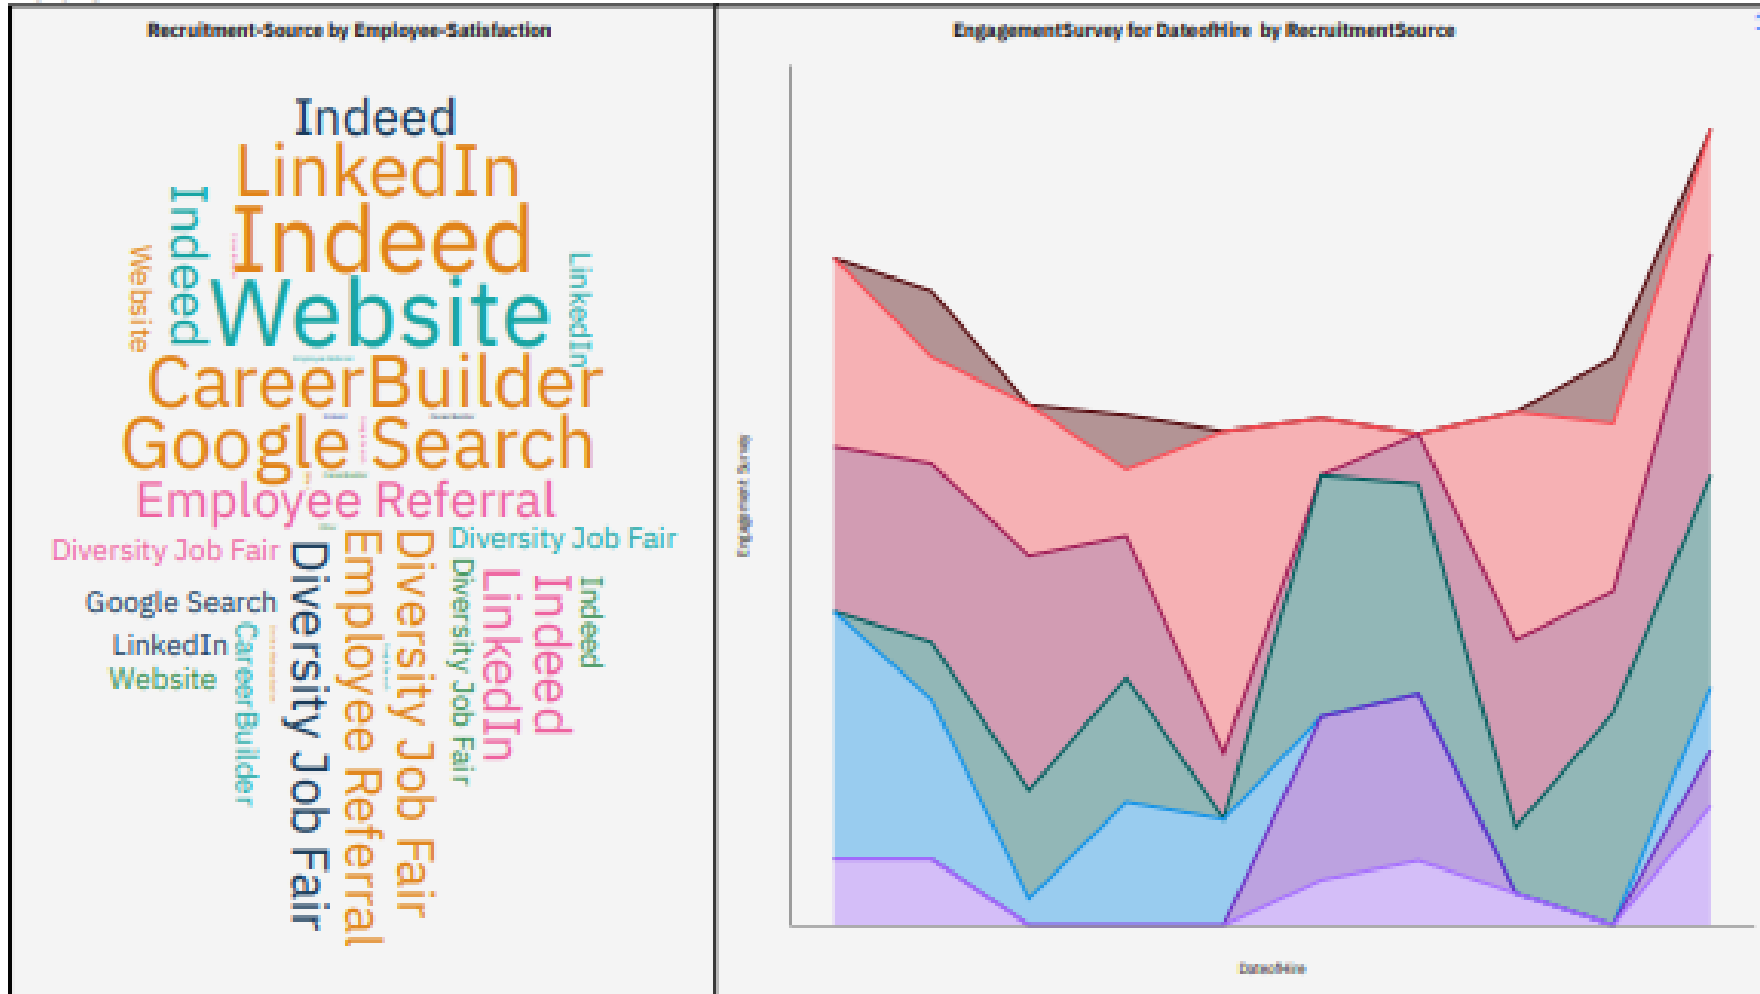 Recruitment-Source by Employee-Satisfaction
Indeed
LinkedIn
Indeed
Indeed
Website
Website
LinkedIn
CareerBuilder
Google Search
Employee Referral
Diversity Job Fair
Diversity Job Fair
Google Search
LinkedIn
Website
CareerBuilder
Diversity Job Fair
Employee Referral
Diversity Job Fair
Diversity Job Fair
LinkedIn
Indeed
Indeed
EngagementSurvey for DateofHire by RecruitmentSource
Engagement Survey
DateofHire